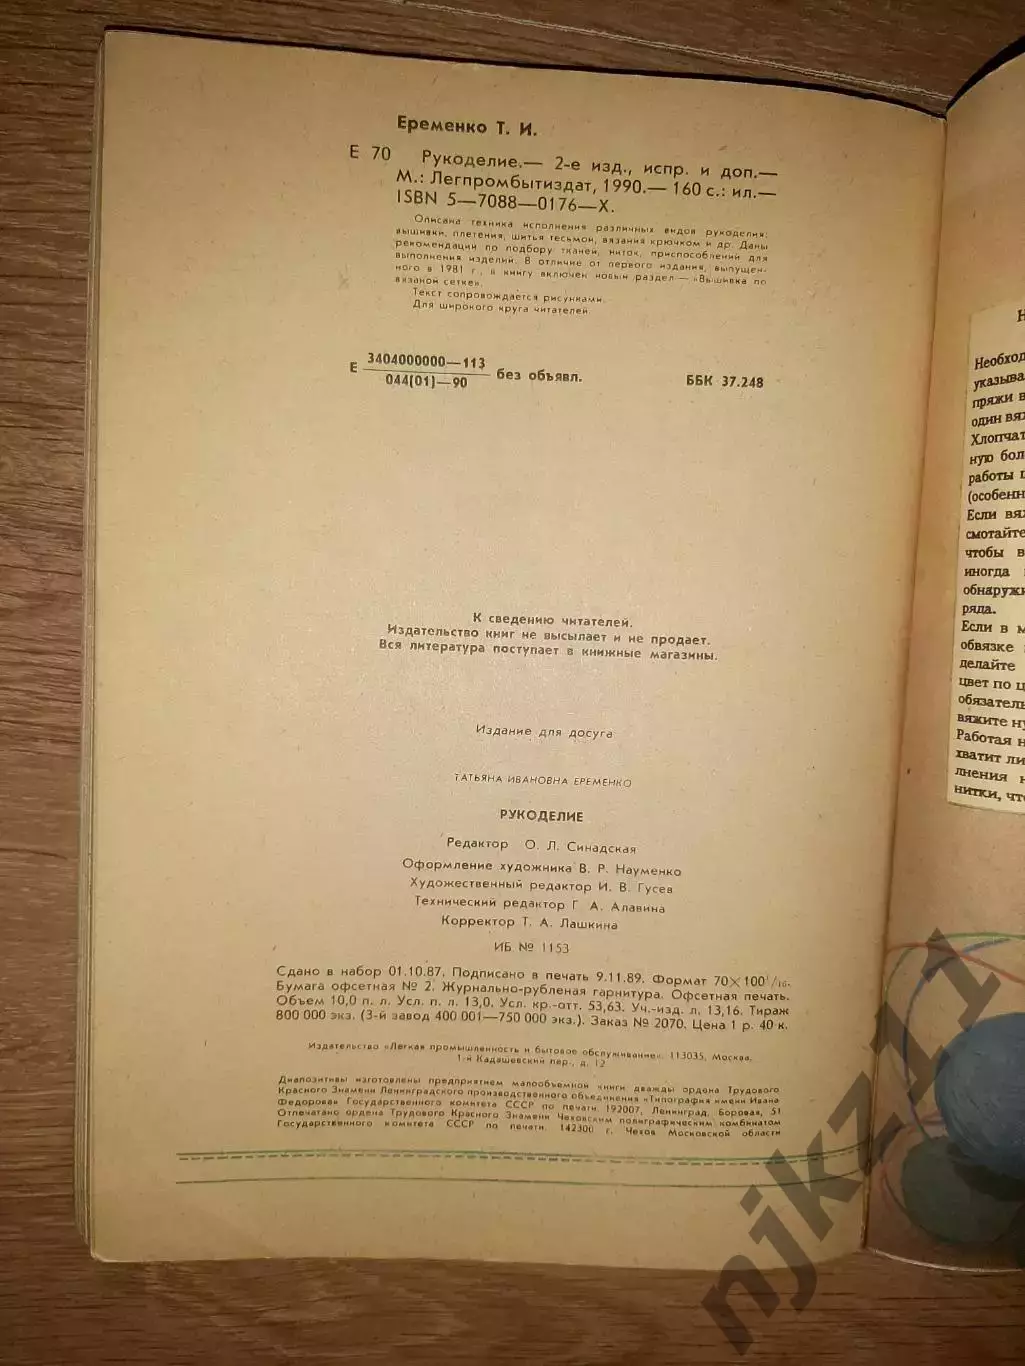 Еременко Т. И.
Е 70 Рукоделие.— 2-е изд., испр. и доп.—
М.: Легпромбытиздат, 1990.— 160 с.: ил.—
ISBN 5—7088—0176—X.
Описана техника исполнения различных видов рукоделия:
вышивки, плетения, шитья тесьмой, вязания крючком и др. Даны
рекомендации по подбору тканей, ниток, приспособлений для
выполнения изделий. В отличие от первого издания, выпущен-
ного в 1981 г., в книгу включен новый раздел — «Вышивка по
вязаной сетке».
Текст сопровождается рисунками.
Для широкого круга читателей.
Е 3404000000—113
044(01)—90 без объявл.
ББК 37.248
К сведению читателей.
Издательство книг не высылает и не продает.
Вся литература поступает в книжные магазины.
Издание для досуга
ТАТЬЯНА ИВАНОВНА ЕРЕМЕНКО
РУКОДЕЛИЕ
Редактор О. Л. Синадская
Оформление художника В. Р. Науменко
Художественный редактор И. В. Гусев
Технический редактор Г. А. Алавина
Корректор Т. А. Лашкина
ИБ № 1153
Сдано в набор 01.10.87. Подписано в печать 9.11.89. Формат 70×100 1/16.
Бумага офсетная № 2. Журнально-рубленая гарнитура. Офсетная печать.
Объем 10,0 п. л. Усл. п. л. 13,0. Усл. кр.-отт. 53,63. Уч.-изд. л. 13,16. Тираж
800 000 экз. (3-й завод 400 001—750 000 экз.). Заказ № 2070. Цена 1 р. 40 к.
Издательство «Легкая промышленность и бытовое обслуживание». 113035, Москва,
1-й Кадашевский пер., д. 12
Диапозитивы изготовлены предприятием малообъемной книги дважды ордена Трудового
Красного Знамени Ленинградского производственного объединения «Типография имени Ивана
Федорова» Государственного комитета СССР по печати 192007, Ленинград, Боровая, 51
Отпечатано ордена Трудового Красного Знамени Чеховским полиграфическим комбинатом
Государственного комитета СССР по печати. 142300 г. Чехов Московской области
Н
Необход
указыва
пряжи в
один вяз
Хлопчат
ную бол
работы ц
(особенн
Если вяз
смотайте
чтобы в
иногда
обнаруж
ряда.
Если в м
обвязке
делайте
цвет по ц
обязатель
вяжите ну
Работая н
хватит ли
лнения н
нитки, что
njkz11